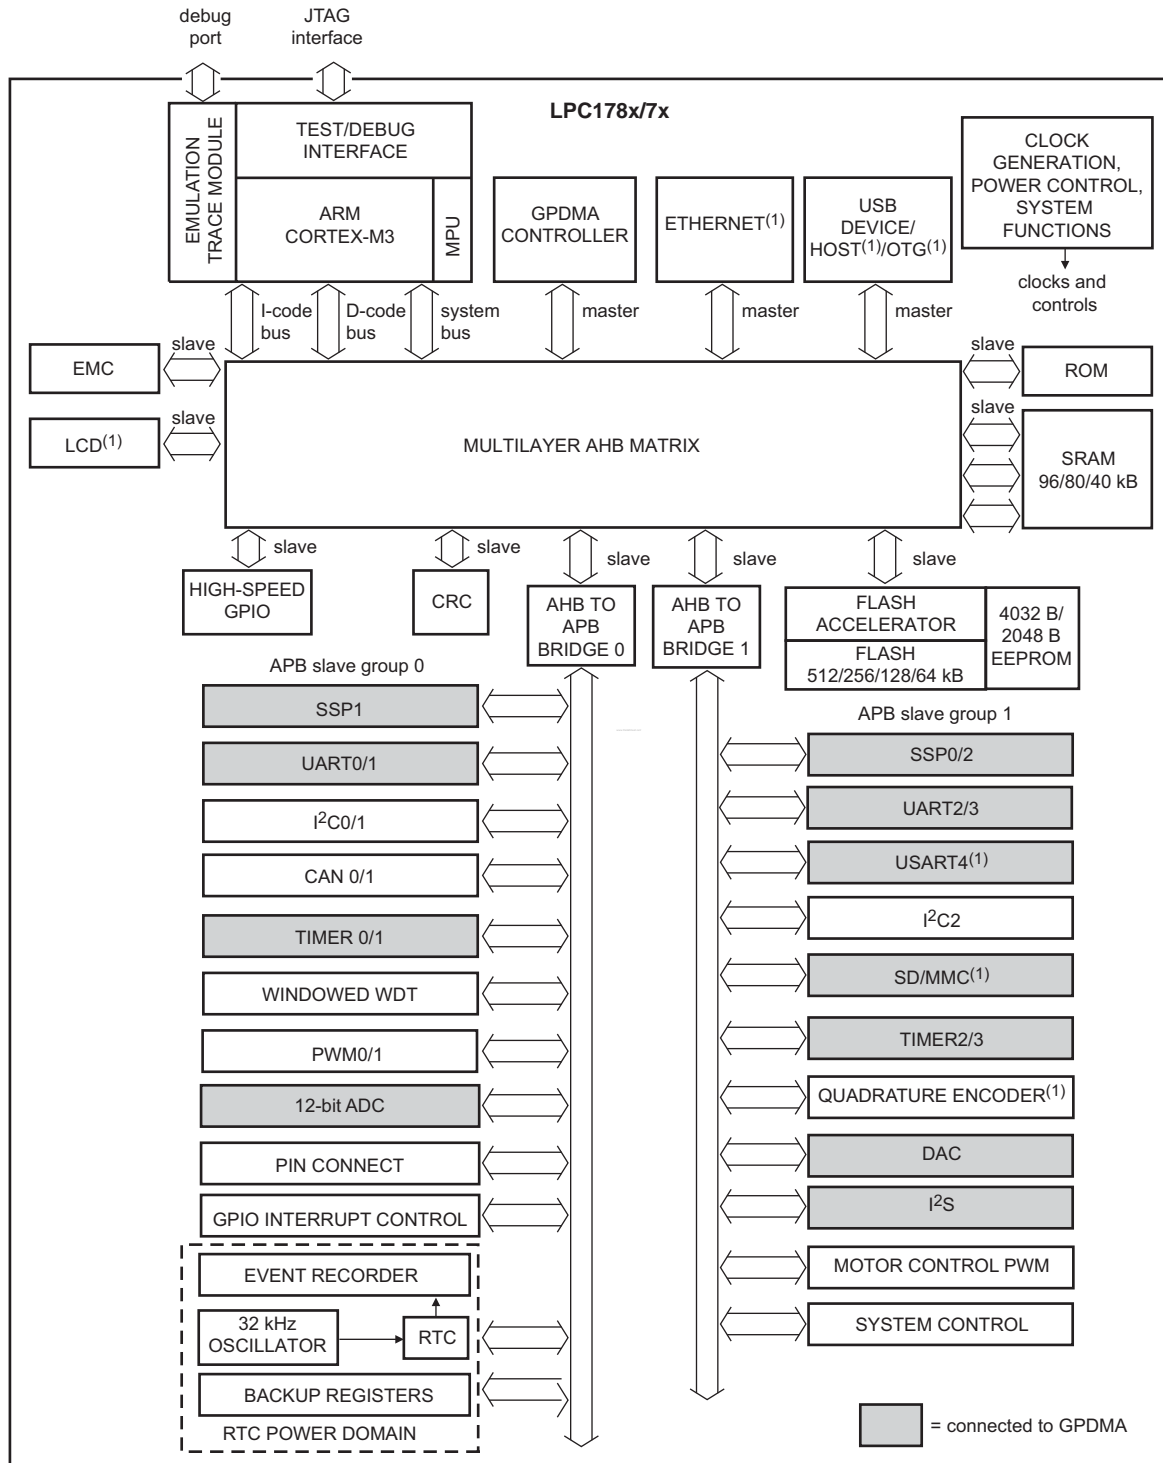 debug
port
JTAG
interface
LPC178x/7x
EMULATION
TRACE MODULE
TEST/DEBUG
INTERFACE
ARM
CORTEX-M3
MPU
GPDMA
CONTROLLER
ETHERNET(1)
USB
DEVICE/
HOST(1)/OTG(1)
CLOCK
GENERATION,
POWER CONTROL,
SYSTEM
FUNCTIONS
clocks and
controls
I-code
bus
D-code
bus
system
bus
master
master
master
slave
EMC
slave
LCD(1)
MULTILAYER AHB MATRIX
slave
ROM
slave
SRAM
96/80/40 kB
slave
HIGH-SPEED
GPIO
slave
CRC
slave
AHB TO
APB
BRIDGE 0
slave
AHB TO
APB
BRIDGE 1
slave
FLASH
ACCELERATOR
FLASH
512/256/128/64 kB
4032 B/
2048 B
EEPROM
APB slave group 0
SSP1
UART0/1
I2C0/1
CAN 0/1
TIMER 0/1
WINDOWED WDT
PWM0/1
12-bit ADC
PIN CONNECT
GPIO INTERRUPT CONTROL
EVENT RECORDER
32 kHz
OSCILLATOR
RTC
BACKUP REGISTERS
RTC POWER DOMAIN
APB slave group 1
SSP0/2
UART2/3
USART4(1)
I2C2
SD/MMC(1)
TIMER2/3
QUADRATURE ENCODER(1)
DAC
I2S
MOTOR CONTROL PWM
SYSTEM CONTROL
= connected to GPDMA